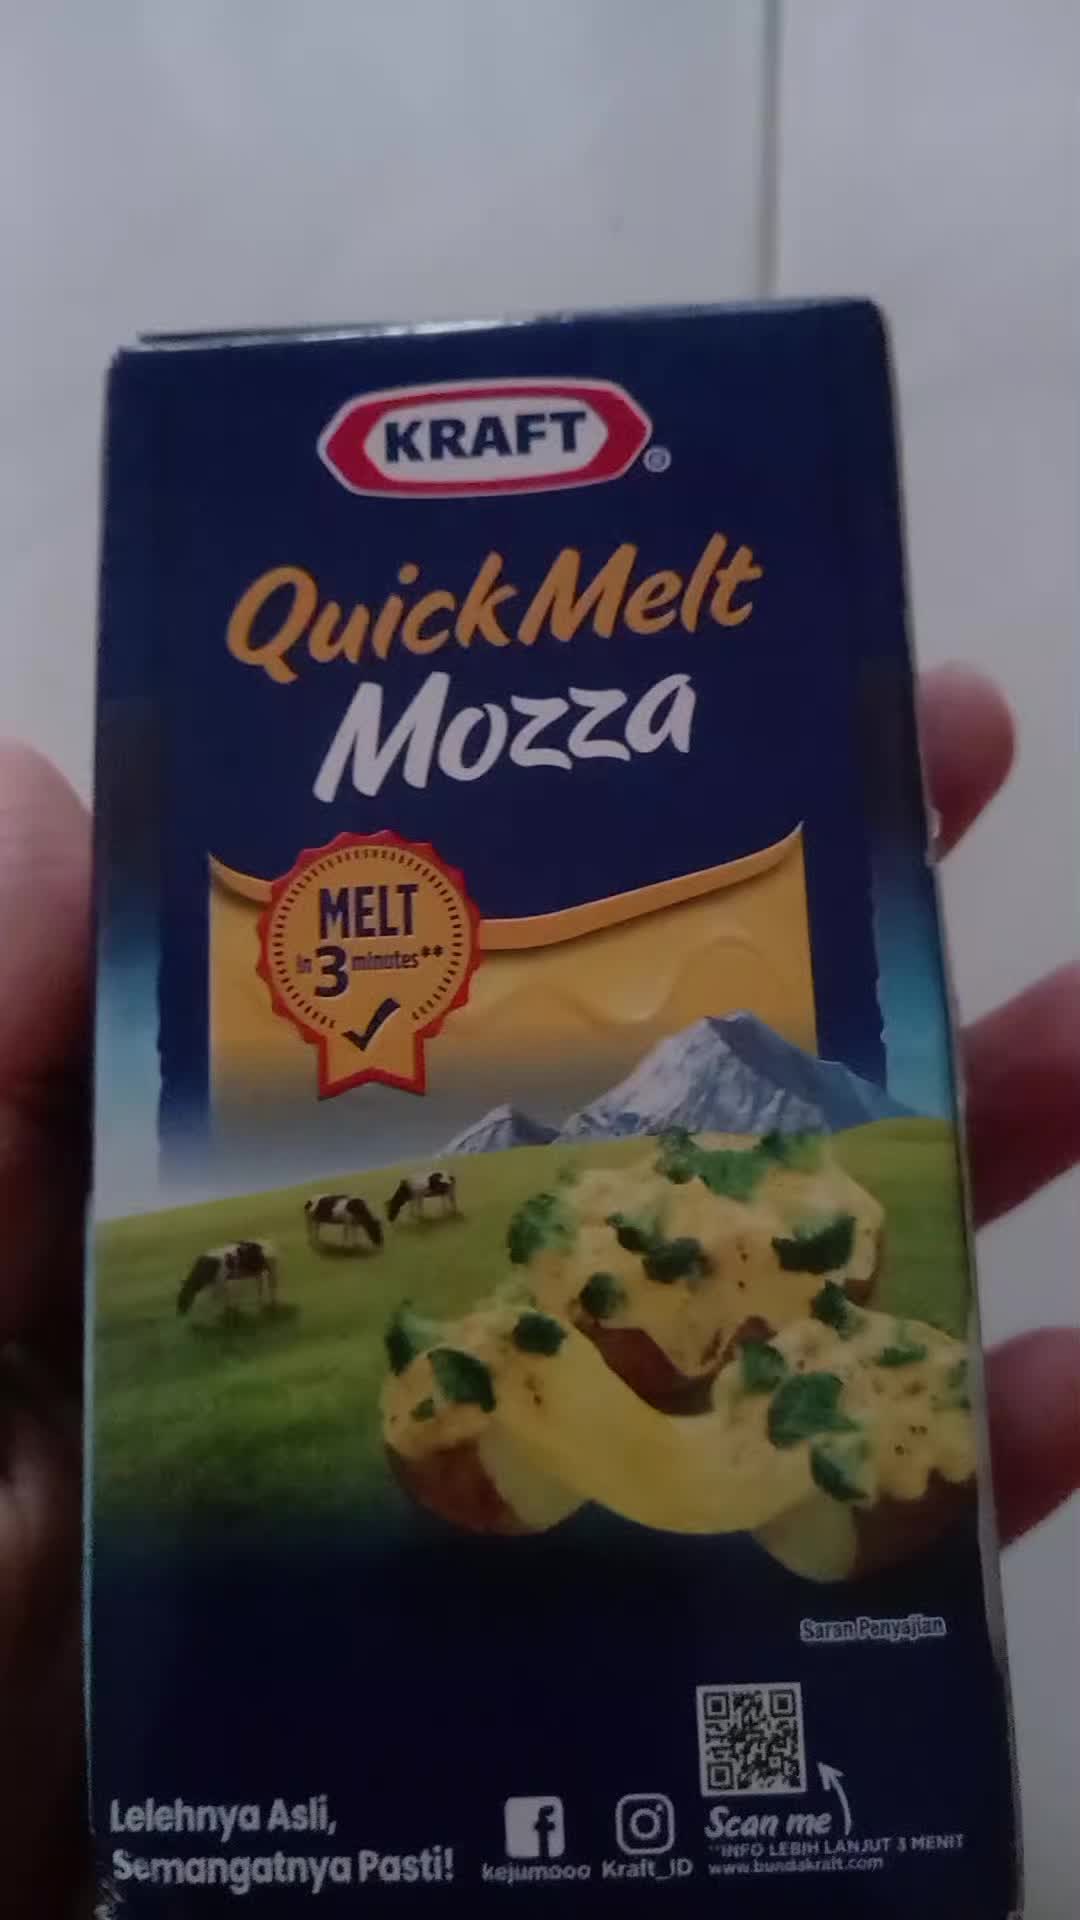 KRAFT®
QuickMelt
Mozza
MELT
in 3 minutes**
Saran Penyajian
Lelehnya Asli,
Semangatnya Pasti!
kejumooo
Kraft_ID
Scan me
**INFO LEBIH LANJUT 3 MENIT
www.bundakraft.com